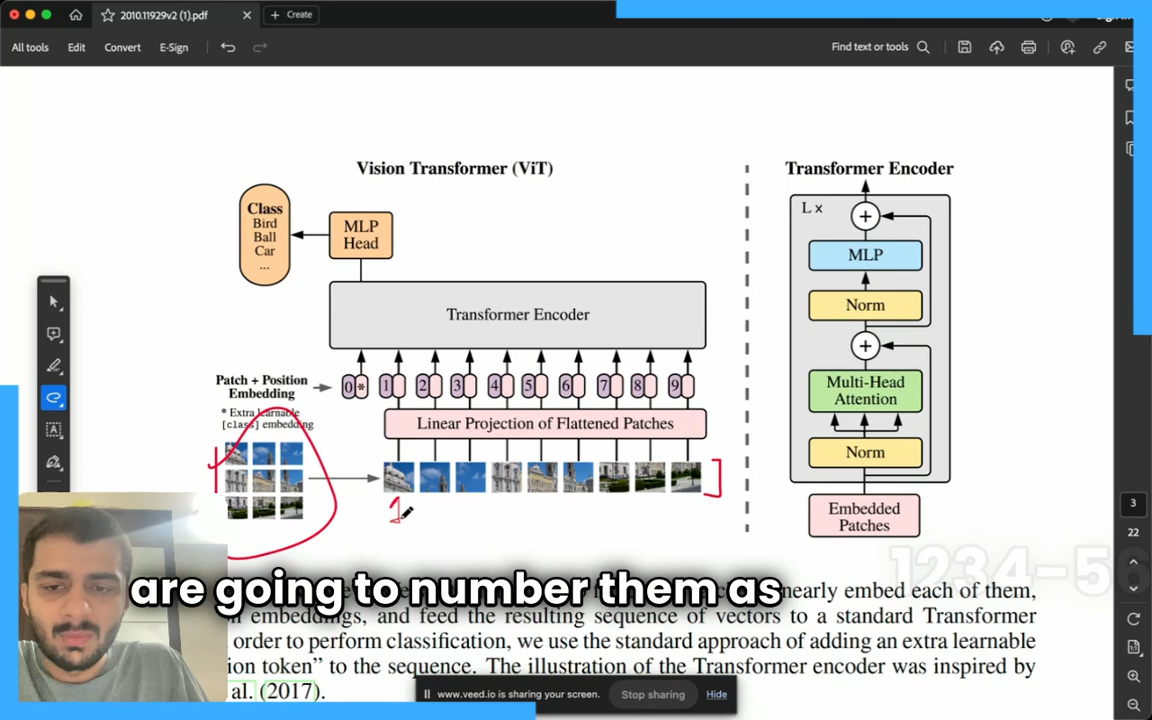 2010.11929v2 (1).pdf
+ Create
All tools Edit Convert E-Sign
Find text or tools
Vision Transformer (ViT)
Transformer Encoder
Class
Bird
Ball
Car
...
MLP
Head
Transformer Encoder
Patch + Position
Embedding
* Extra learnable
[class] embedding
0 * 1 2 3 4 5 6 7 8 9
Linear Projection of Flattened Patches
L x
+
MLP
Norm
+
Multi-Head
Attention
Norm
Embedded
Patches
3
22
1234-56
are going to number them as
nearly embed each of them,
embeddings, and feed the resulting sequence of vectors to a standard Transformer
order to perform classification, we use the standard approach of adding an extra learnable
ion token” to the sequence. The illustration of the Transformer encoder was inspired by
al. (2017).
www.veed.io is sharing your screen. Stop sharing Hide